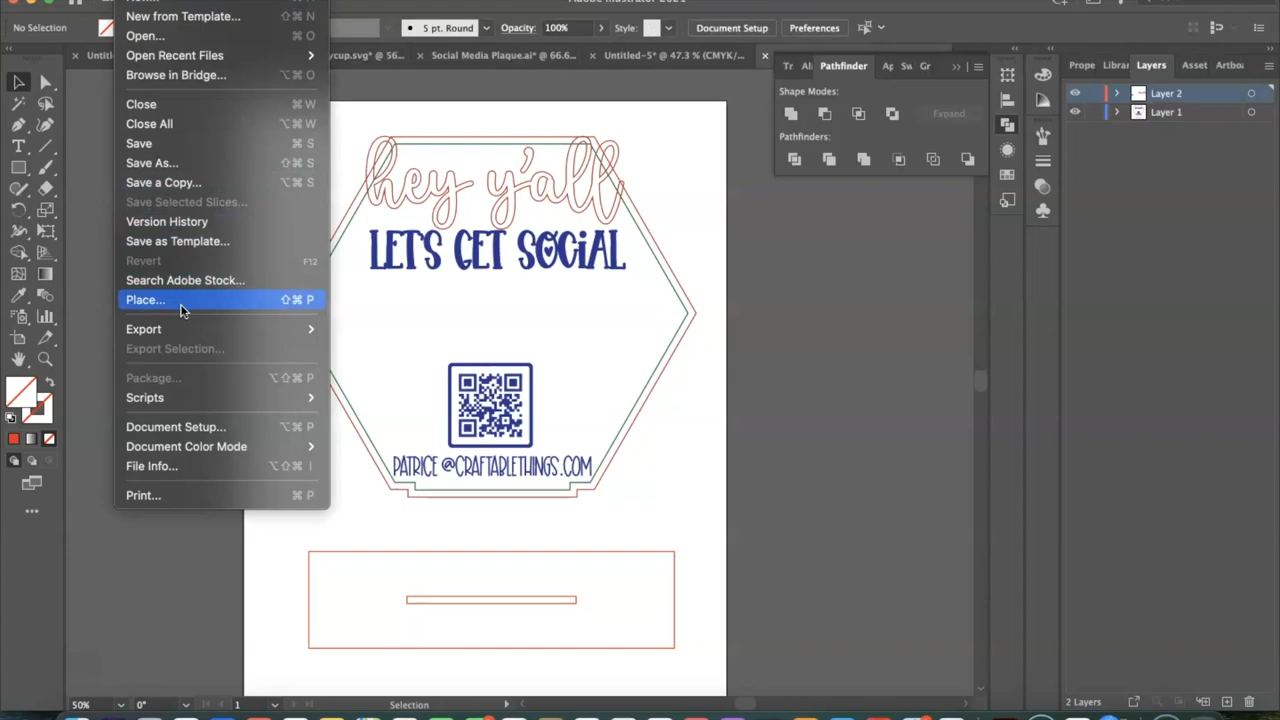 No Selection
5 pt. Round
Opacity:
100%
Style:
Document Setup
Preferences
ycup.svg* @ 56...
Social Media Plaque.ai* @ 66.6...
Untitled-5* @ 47.3 % (CMYK/...
New from Template... ⇧⌘ N
Open... ⌘ O
Open Recent Files
Browse in Bridge... ⌥⌘ O
Close ⌘ W
Close All ⌥⌘ W
Save ⌘ S
Save As... ⇧⌘ S
Save a Copy... ⌥⌘ S
Save Selected Slices...
Version History
Save as Template...
Revert F12
Search Adobe Stock...
Place... ⇧⌘ P
Export
Export Selection...
Package... ⌥⇧⌘ P
Scripts
Document Setup... ⌥⌘ P
Document Color Mode
File Info... ⌥⇧⌘ I
Print... ⌘ P
hey y'all
LET'S GET SOCIAL
PATRICE @CRAFTABLETHINGS.COM
Tr Al Pathfinder Ap Sw Gr
Shape Modes:
Expand
Pathfinders:
Prope Librar Layers Asset Artboa
Layer 2
Layer 1
2 Layers
50%
0°
1
Selection